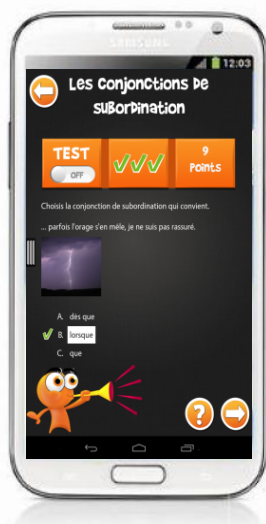 SAMSUNG
12:03
Les Conjonctions de
subordination
TEST
OFF
9
Points
Choisis la conjonction de subordination qui convient.
... parfois l'orage s'en mêle, je ne suis pas rassuré.
A. dès que
B. lorsque
C. que
?